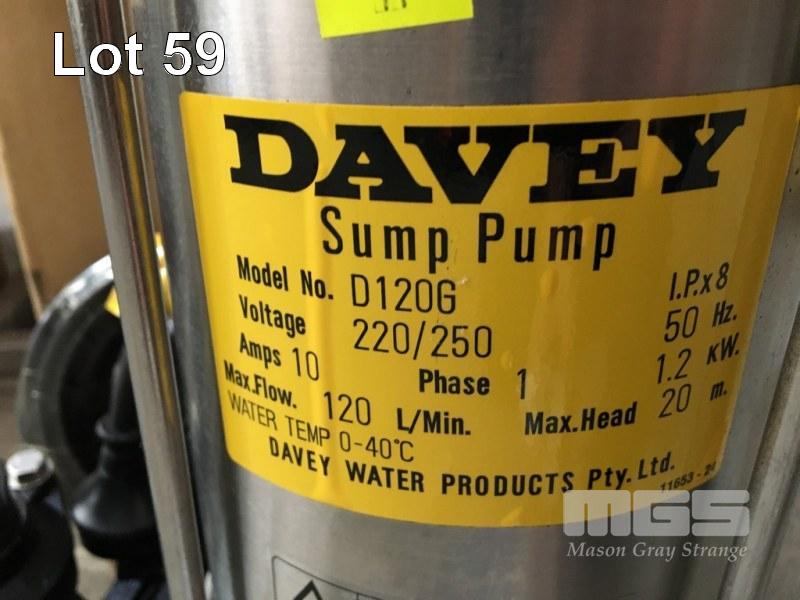 Lot 59
DAVEY
Sump Pump
Model No. D120G I.P.x8
Voltage 220/250 50 Hz.
Amps 10 Phase 1 1.2 KW.
Max.Flow. 120 L/Min. Max.Head 20 m.
WATER TEMP 0-40°C
DAVEY WATER PRODUCTS Pty. Ltd.
MGS
Mason Gray Strange